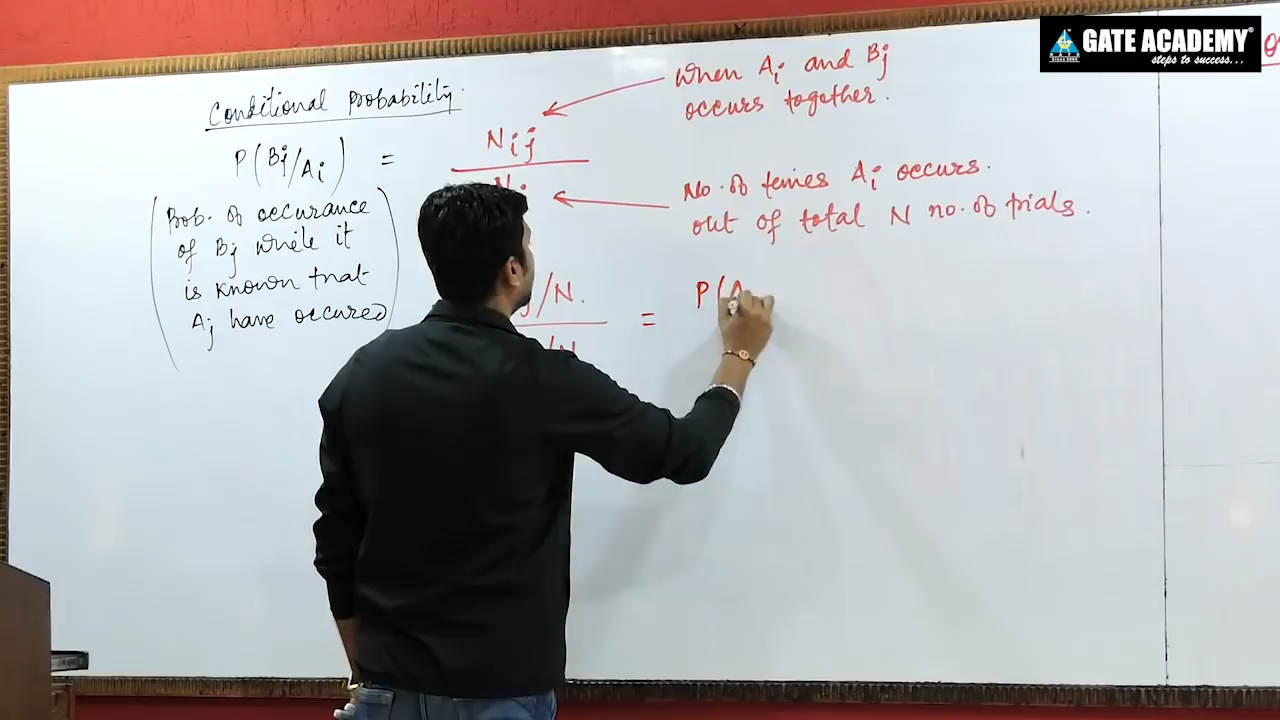 GATE ACADEMY®
steps to success...
Conditional Probability.
P(Bj/Ai) =
Nij
Ni
When Ai and Bj
occurs together.
No. of times Ai occurs.
out of total N no. of trials.
Prob. of occurance
of Bj while it
is known that
Aj have occured
j/N.
/N
=
P(A